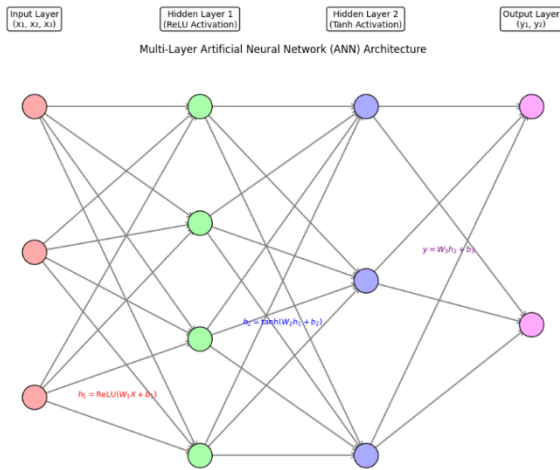 Input Layer
(x₁, x₂, x₃)
Hidden Layer 1
(ReLU Activation)
Hidden Layer 2
(Tanh Activation)
Output Layer
(y₁, y₂)
Multi-Layer Artificial Neural Network (ANN) Architecture
y = W₃h₂ + b₃
h₂ = tanh(W₂h₁ + b₂)
h₁ = ReLU(W₁X + b₁)